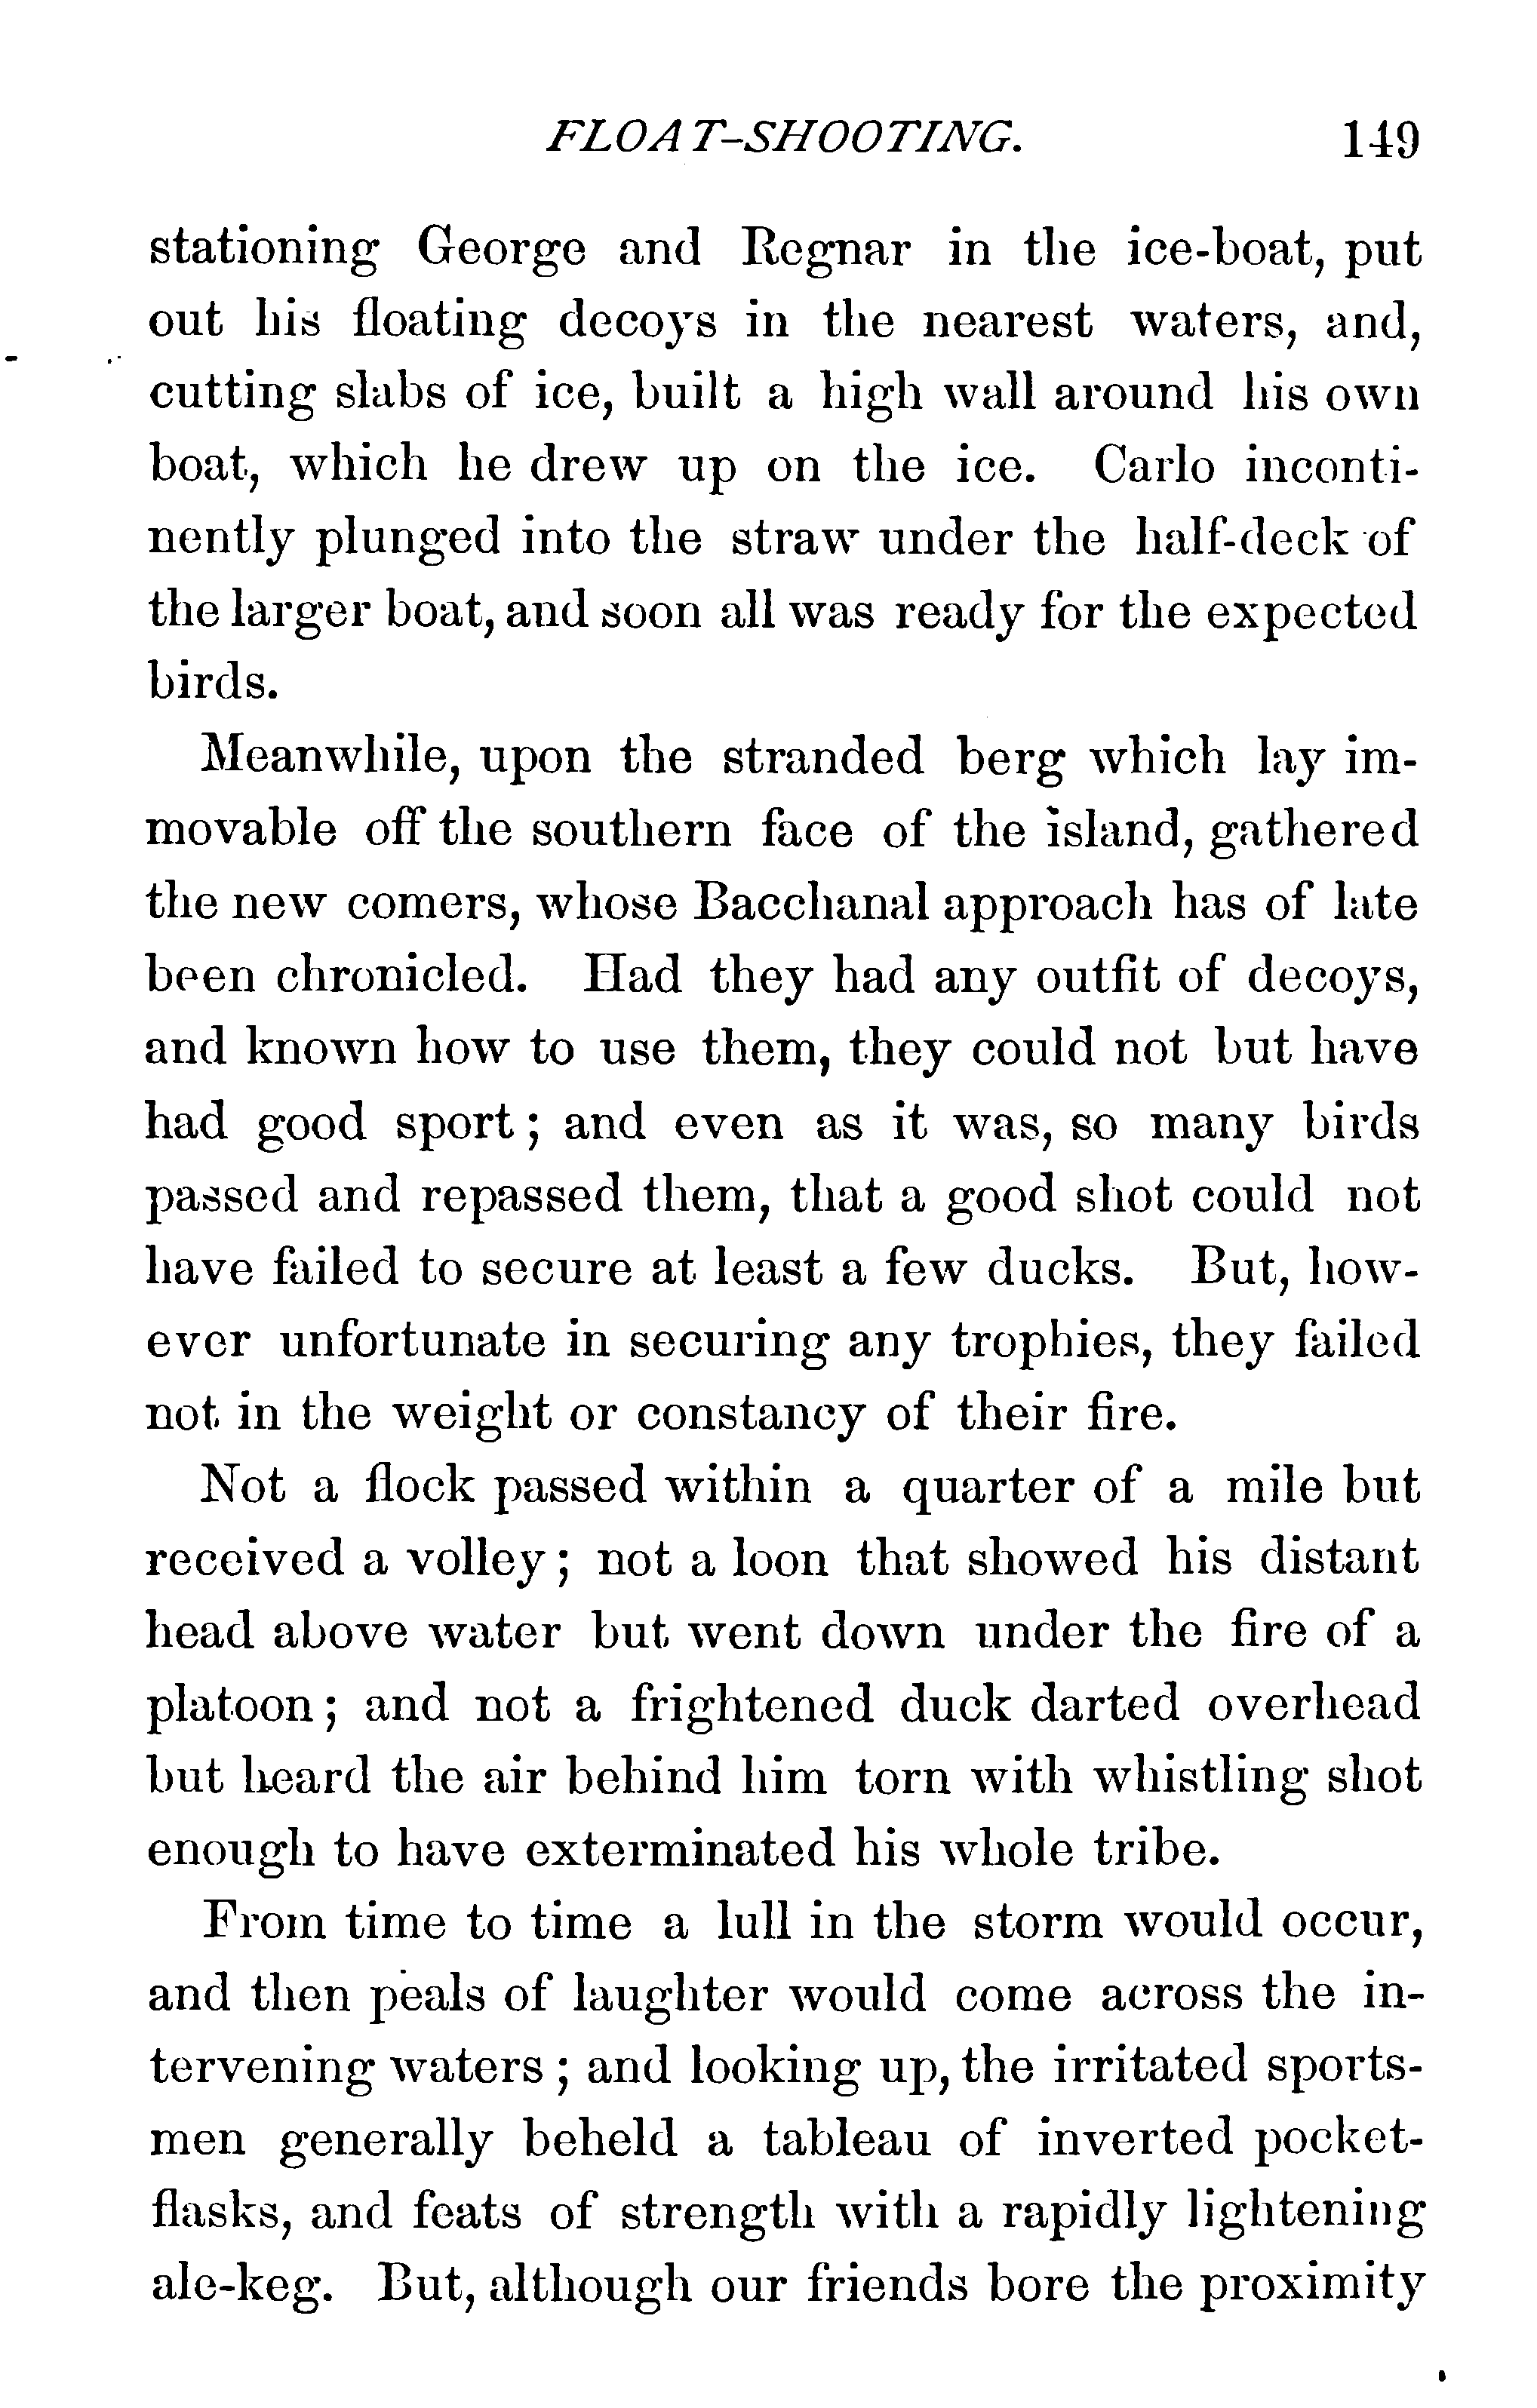 FLOAT-SHOOTING. 149
stationing George and Regnar in the ice-boat, put
out his floating decoys in the nearest waters, and,
cutting slabs of ice, built a high wall around his own
boat, which he drew up on the ice. Carlo inconti-
nently plunged into the straw under the half-deck of
the larger boat, and soon all was ready for the expected
birds.
Meanwhile, upon the stranded berg which lay im-
movable off the southern face of the island, gathered
the new comers, whose Bacchanal approach has of late
been chronicled. Had they had any outfit of decoys,
and known how to use them, they could not but have
had good sport; and even as it was, so many birds
passed and repassed them, that a good shot could not
have failed to secure at least a few ducks. But, how-
ever unfortunate in securing any trophies, they failed
not in the weight or constancy of their fire.
Not a flock passed within a quarter of a mile but
received a volley; not a loon that showed his distant
head above water but went down under the fire of a
platoon; and not a frightened duck darted overhead
but heard the air behind him torn with whistling shot
enough to have exterminated his whole tribe.
From time to time a lull in the storm would occur,
and then peals of laughter would come across the in-
tervening waters; and looking up, the irritated sports-
men generally beheld a tableau of inverted pocket-
flasks, and feats of strength with a rapidly lightening
ale-keg. But, although our friends bore the proximity